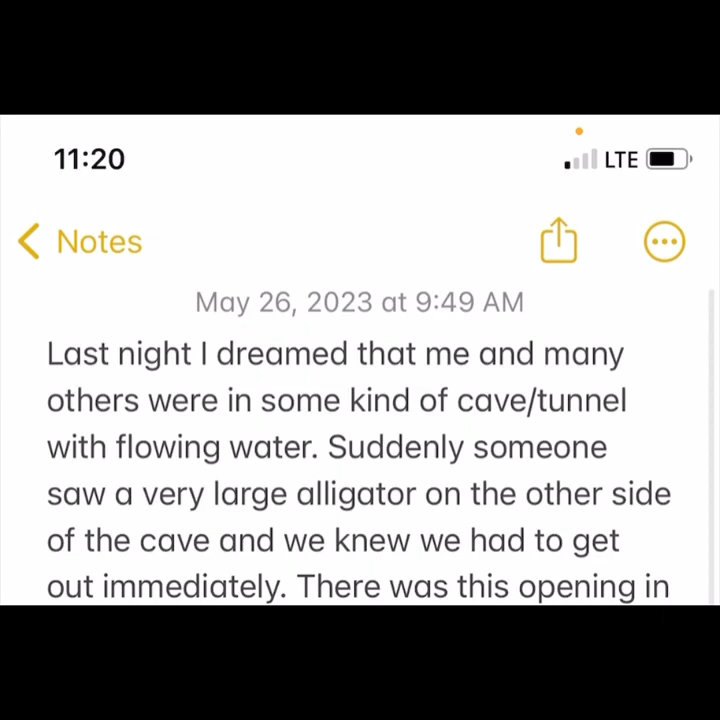 11:20
LTE
Notes
May 26, 2023 at 9:49 AM
Last night I dreamed that me and many
others were in some kind of cave/tunnel
with flowing water. Suddenly someone
saw a very large alligator on the other side
of the cave and we knew we had to get
out immediately. There was this opening in